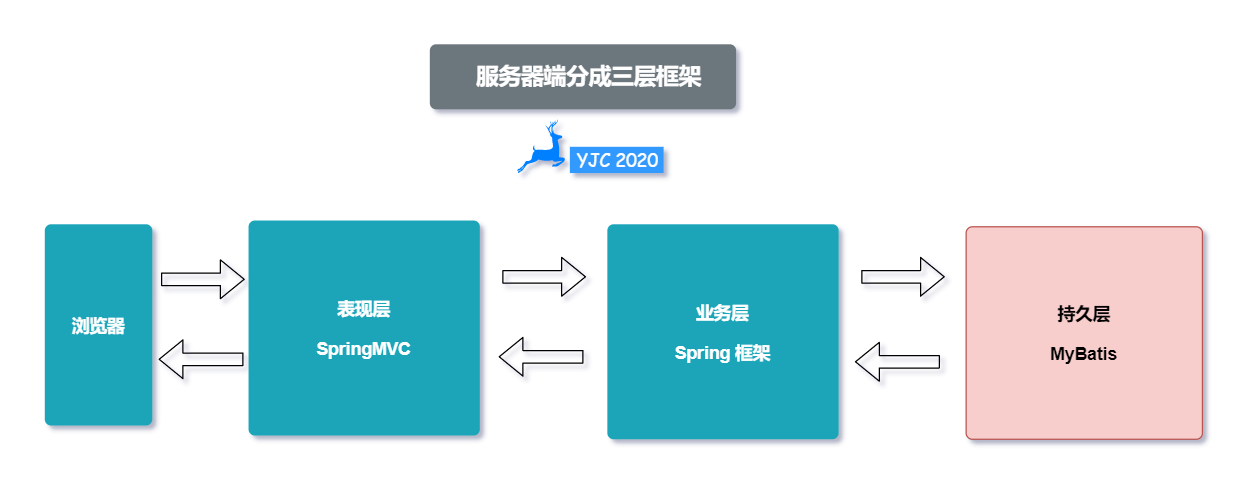 服务器端分成三层框架
YJC 2020
浏览器
表现层
SpringMVC
业务层
Spring 框架
持久层
MyBatis